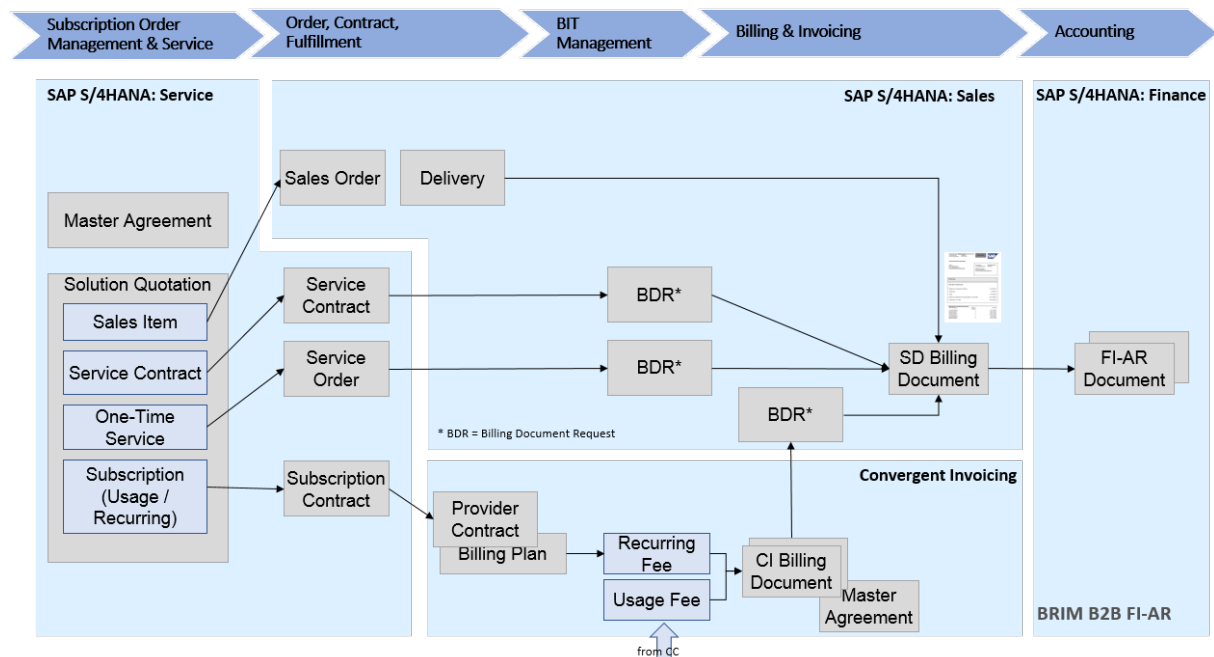 Subscription Order
Management & Service
Order, Contract,
Fulfillment
BIT
Management
Billing & Invoicing
Accounting
SAP S/4HANA: Service
SAP S/4HANA: Sales
SAP S/4HANA: Finance
Sales Order
Delivery
Master Agreement
Solution Quotation
Sales Item
Service Contract
One-Time
Service
Subscription
(Usage /
Recurring)
Service
Contract
Service
Order
Subscription
Contract
BDR*
BDR*
BDR*
SD Billing
Document
FI-AR
Document
* BDR = Billing Document Request
Convergent Invoicing
Provider
Contract
Billing Plan
Recurring
Fee
Usage Fee
CI Billing
Document
Master
Agreement
BRIM B2B FI-AR
from CC